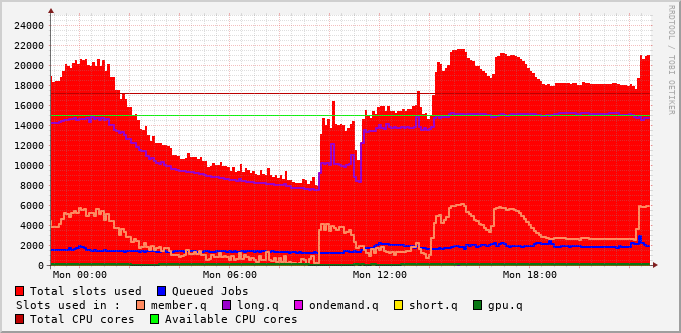 RRDTOOL / TOBI OETIKER
24000
22000
20000
18000
16000
14000
12000
10000
8000
6000
4000
2000
0
Mon 00:00 Mon 06:00 Mon 12:00 Mon 18:00
Total slots used Queued Jobs
Slots used in : member.q long.q ondemand.q short.q gpu.q
Total CPU cores Available CPU cores